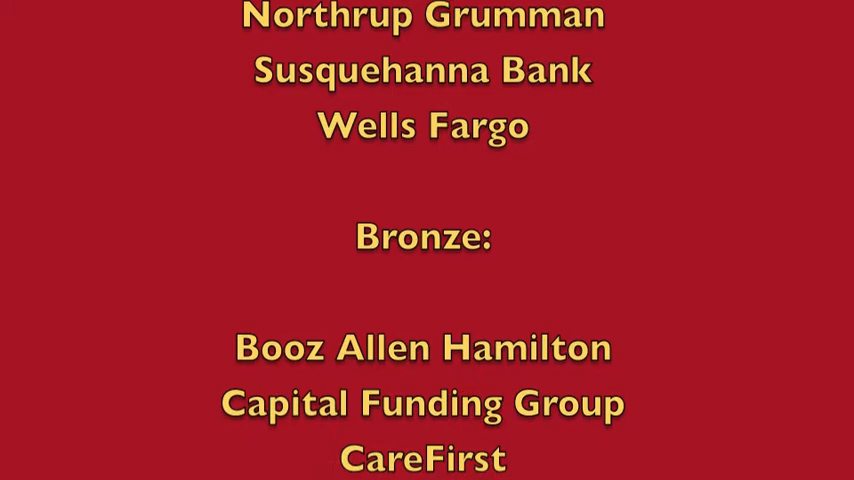 Northrup Grumman
Susquehanna Bank
Wells Fargo
Bronze:
Booz Allen Hamilton
Capital Funding Group
CareFirst